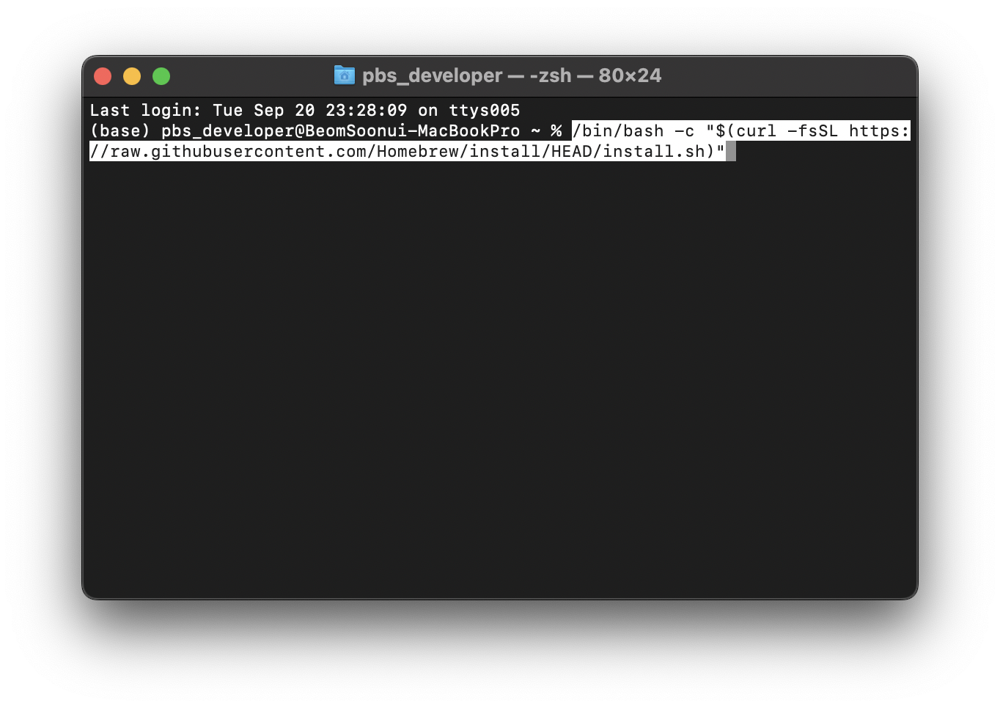 pbs_developer — -zsh — 80×24
Last login: Tue Sep 20 23:28:09 on ttys005
(base) pbs_developer@BeomSoonui-MacBookPro ~ % /bin/bash -c "$(curl -fsSL https:
//raw.githubusercontent.com/Homebrew/install/HEAD/install.sh)"